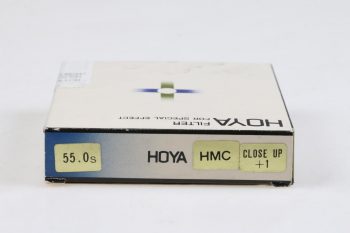 HOYA
FILTER
FOR SPECIAL EFFECT
55.0s
HOYA
HMC
CLOSE UP
+1